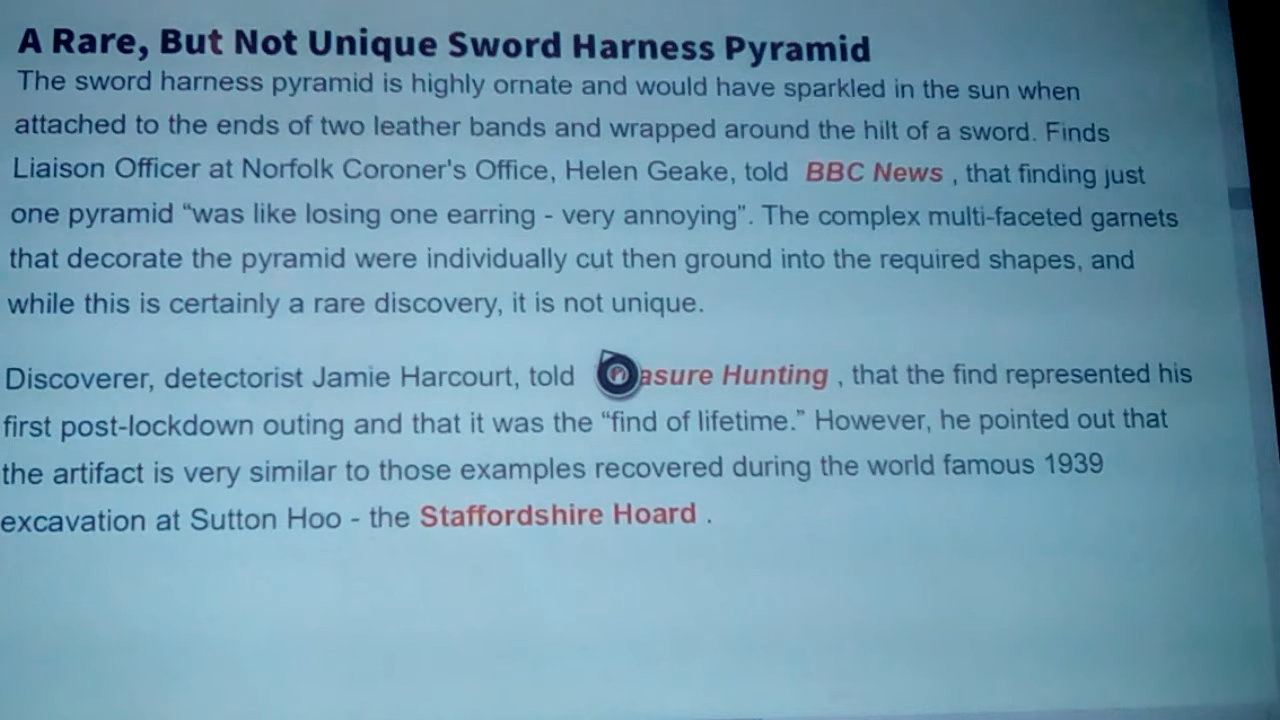 A Rare, But Not Unique Sword Harness Pyramid
The sword harness pyramid is highly ornate and would have sparkled in the sun when
attached to the ends of two leather bands and wrapped around the hilt of a sword. Finds
Liaison Officer at Norfolk Coroner's Office, Helen Geake, told BBC News , that finding just
one pyramid “was like losing one earring - very annoying”. The complex multi-faceted garnets
that decorate the pyramid were individually cut then ground into the required shapes, and
while this is certainly a rare discovery, it is not unique.
Discoverer, detectorist Jamie Harcourt, told asure Hunting , that the find represented his
first post-lockdown outing and that it was the “find of lifetime.” However, he pointed out that
the artifact is very similar to those examples recovered during the world famous 1939
excavation at Sutton Hoo - the Staffordshire Hoard .